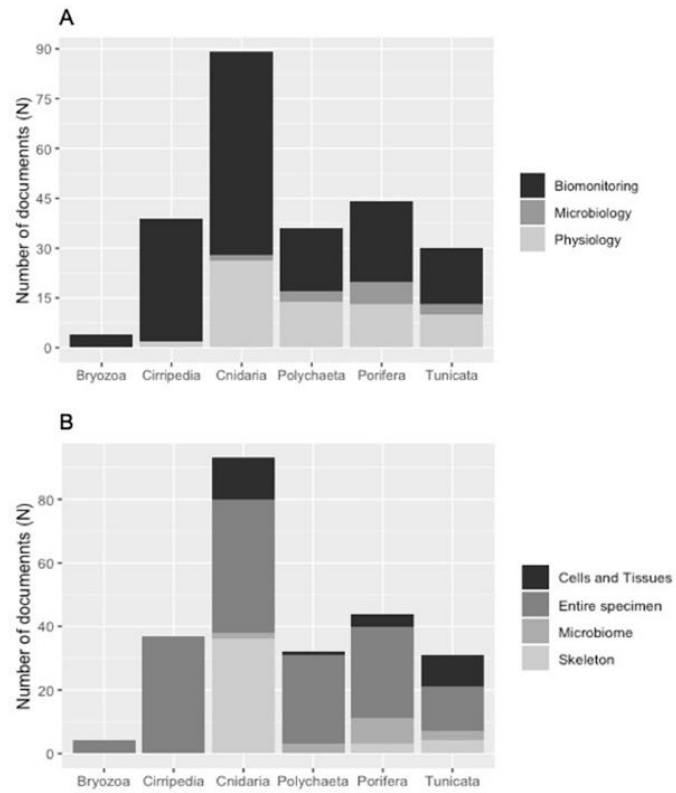 A
Number of documennts (N)
90
75
60
45
30
15
0
Bryozoa Cirripedia Cnidaria Polychaeta Porifera Tunicata
Biomonitoring
Microbiology
Physiology
B
Number of documennts (N)
80
60
40
20
0
Bryozoa Cirripedia Cnidaria Polychaeta Porifera Tunicata
Cells and Tissues
Entire specimen
Microbiome
Skeleton